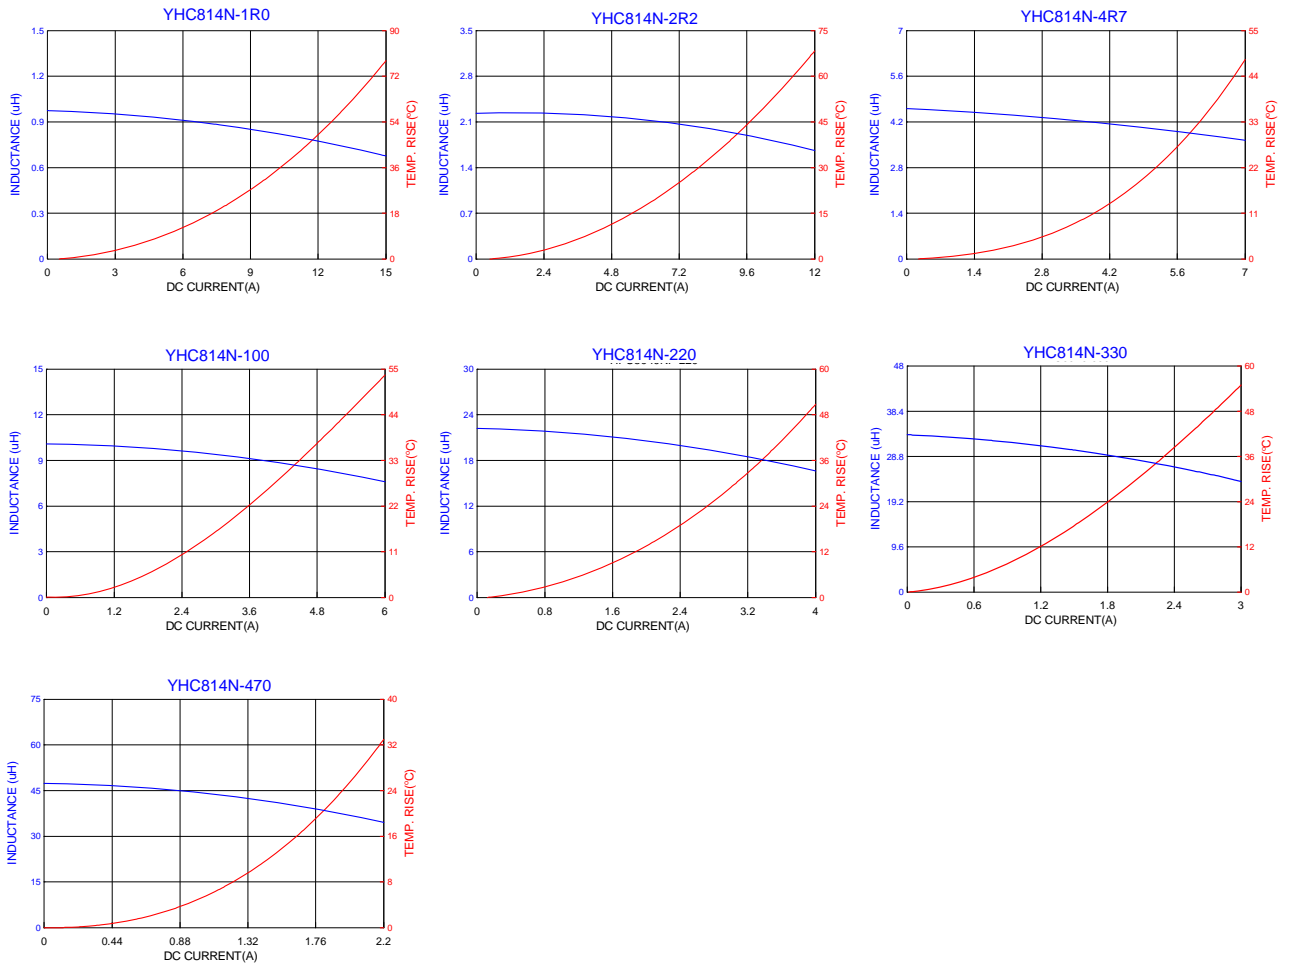 YHC814N-1R0
1.5
1.2
0.9
0.6
0.3
0
INDUCTANCE (uH)
90
72
54
36
18
0
TEMP. RISE(ºC)
0 3 6 9 12 15
DC CURRENT(A)
YHC814N-2R2
3.5
2.8
2.1
1.4
0.7
0
INDUCTANCE (uH)
75
60
45
30
15
0
TEMP. RISE(ºC)
0 2.4 4.8 7.2 9.6 12
DC CURRENT(A)
YHC814N-4R7
7
5.6
4.2
2.8
1.4
0
INDUCTANCE (uH)
55
44
33
22
11
0
TEMP. RISE(ºC)
0 1.4 2.8 4.2 5.6 7
DC CURRENT(A)
YHC814N-100
15
12
9
6
3
0
INDUCTANCE (uH)
55
44
33
22
11
0
TEMP. RISE(ºC)
0 1.2 2.4 3.6 4.8 6
DC CURRENT(A)
YHC814N-220
30
24
18
12
6
0
INDUCTANCE (uH)
60
48
36
24
12
0
TEMP. RISE(ºC)
0 0.8 1.6 2.4 3.2 4
DC CURRENT(A)
YHC814N-330
48
38.4
28.8
19.2
9.6
0
INDUCTANCE (uH)
60
48
36
24
12
0
TEMP. RISE(ºC)
0 0.6 1.2 1.8 2.4 3
DC CURRENT(A)
YHC814N-470
75
60
45
30
15
0
INDUCTANCE (uH)
40
32
24
16
8
0
TEMP. RISE(ºC)
0 0.44 0.88 1.32 1.76 2.2
DC CURRENT(A)